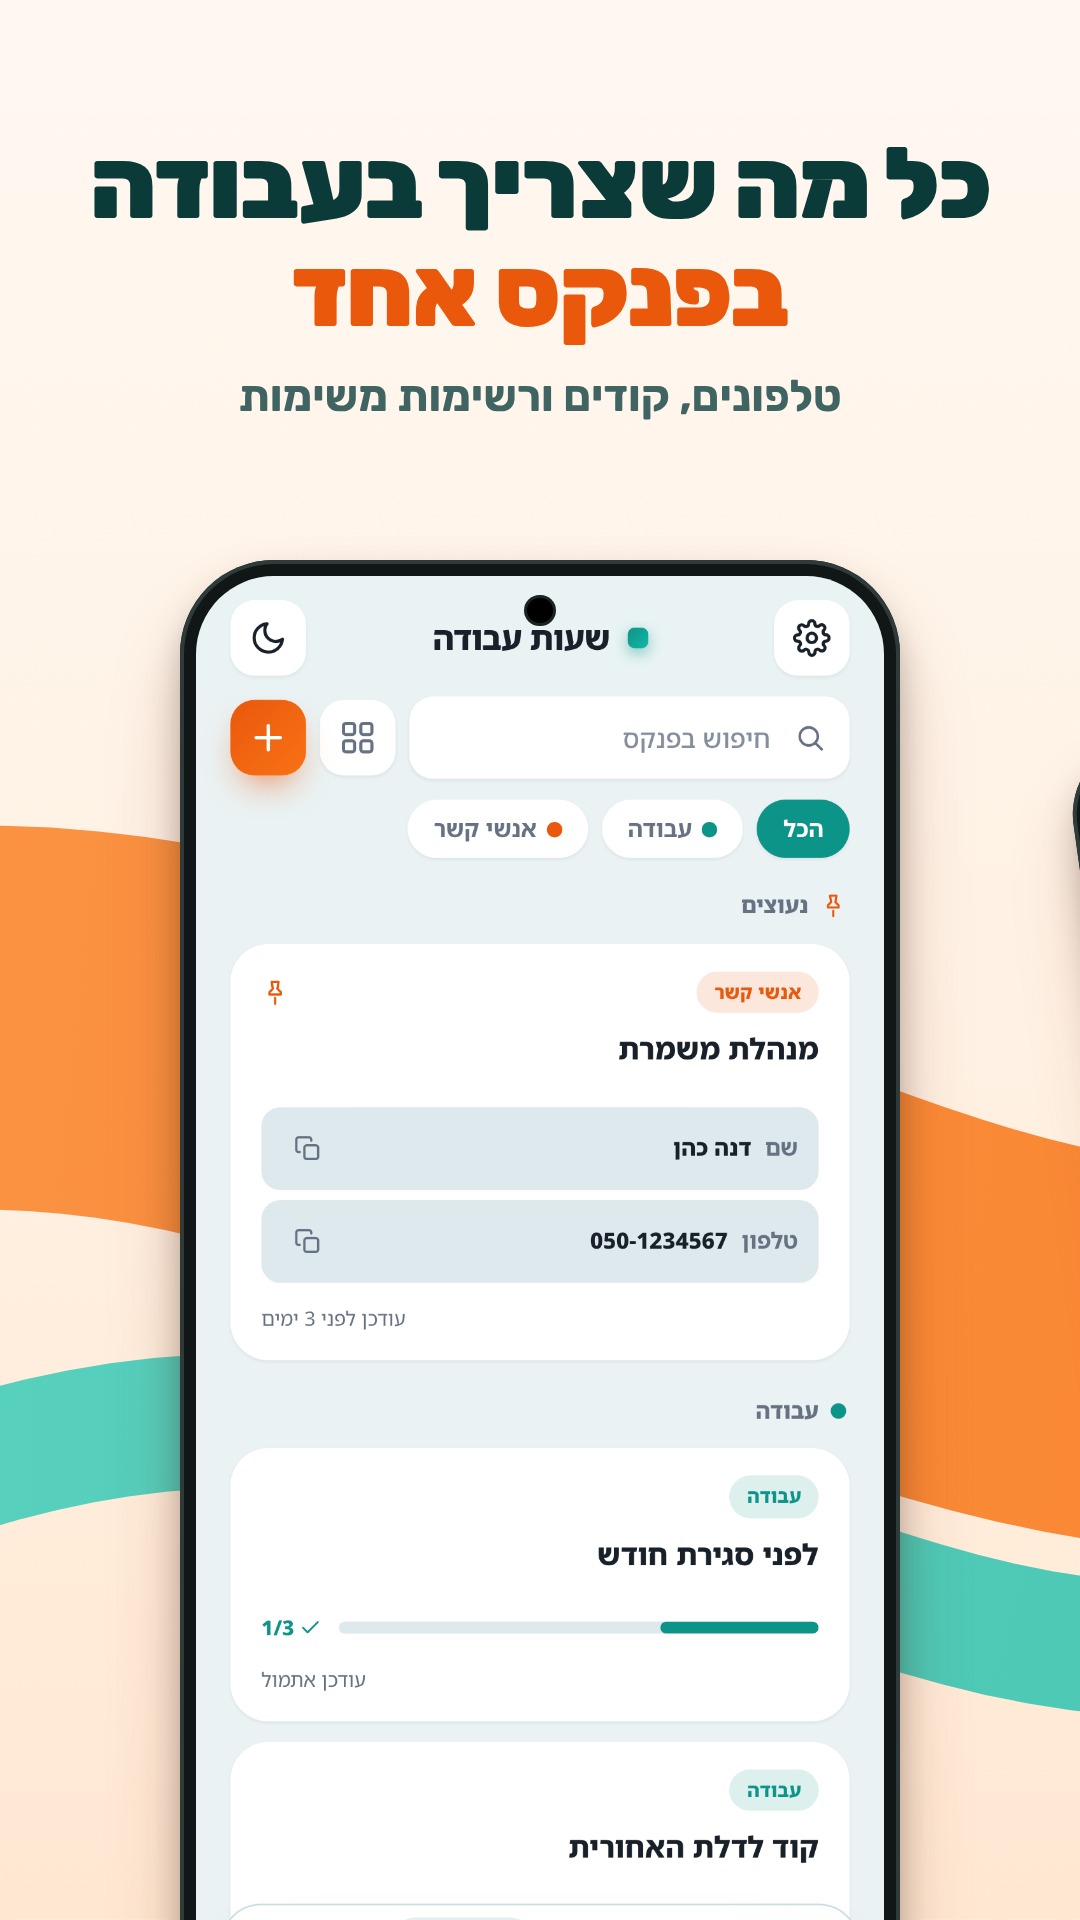 כל מה שצריך בעבודה
בפנקס אחד
טלפונים, קודים ורשימות משימות
שעות עבודה
חיפוש בפנקס
הכל
עבודה
אנשי קשר
נעוצים
אנשי קשר
מנהלת משמרת
שם דנה כהן
טלפון 050-1234567
עודכן לפני 3 ימים
עבודה
עבודה
לפני סגירת חודש
1/3
עודכן אתמול
עבודה
קוד לדלת האחורית